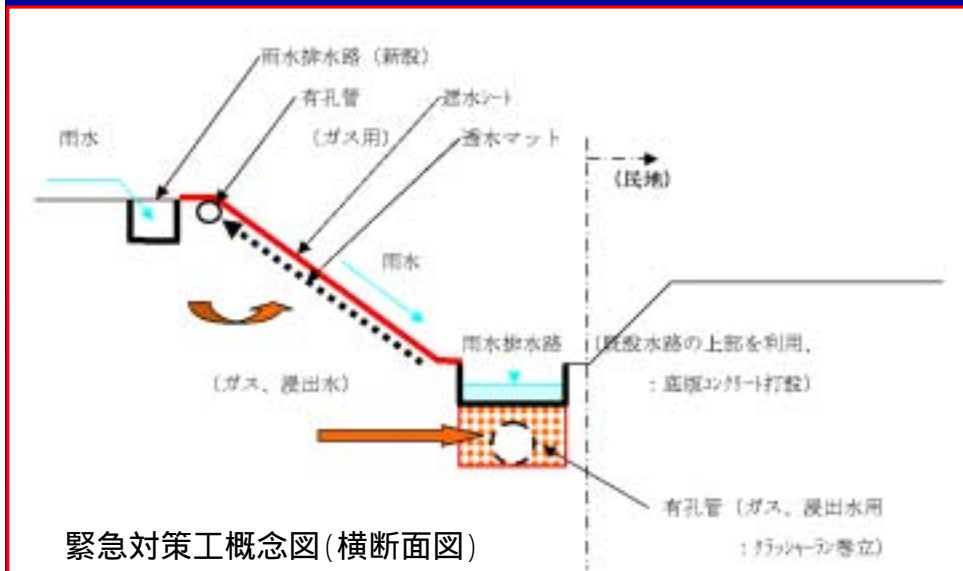 雨水排水路（新設）
有孔管
（ガス用）
遮水シート
透水マット
雨水
（民地）
雨水
雨水排水路
（既設水路の上部を利用、
：底版コンクリート打設）
（ガス、浸出水）
有孔管（ガス、浸出水用
：クラッシャーラン巻立）
緊急対策工概念図(横断面図)